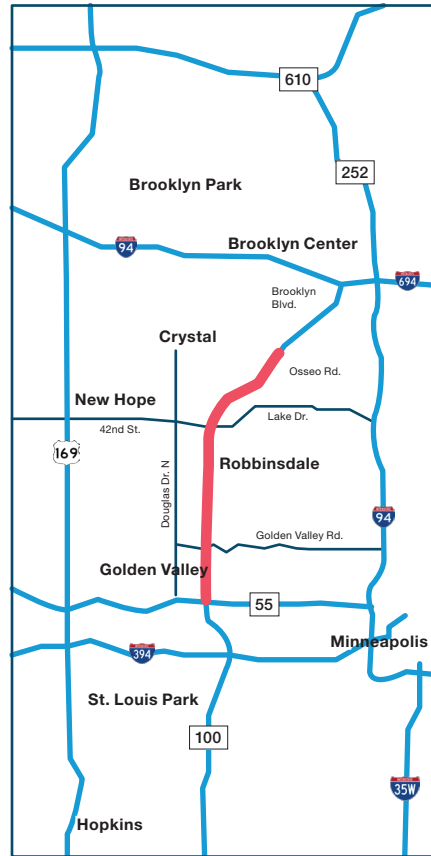 610
252
Brooklyn Park
Brooklyn Center
94
694
Brooklyn
Blvd.
Crystal
Osseo Rd.
New Hope
Lake Dr.
42nd St.
169
Robbinsdale
Douglas Dr. N
94
Golden Valley Rd.
Golden Valley
55
Minneapolis
394
St. Louis Park
100
35W
Hopkins